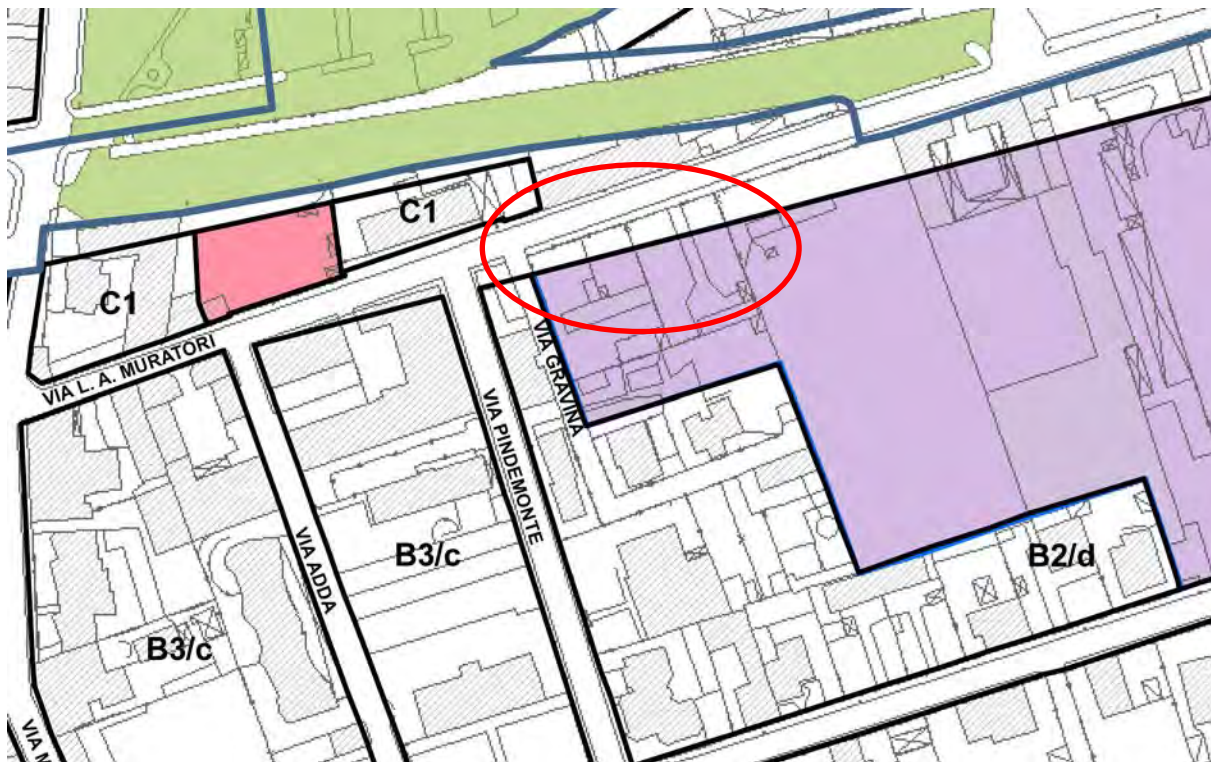 C1
C1
VIA L. A. MURATORI
VIA GRAVINA
VIA PINDEMONTE
VIA ADDA
B3/c
B2/d
B3/c